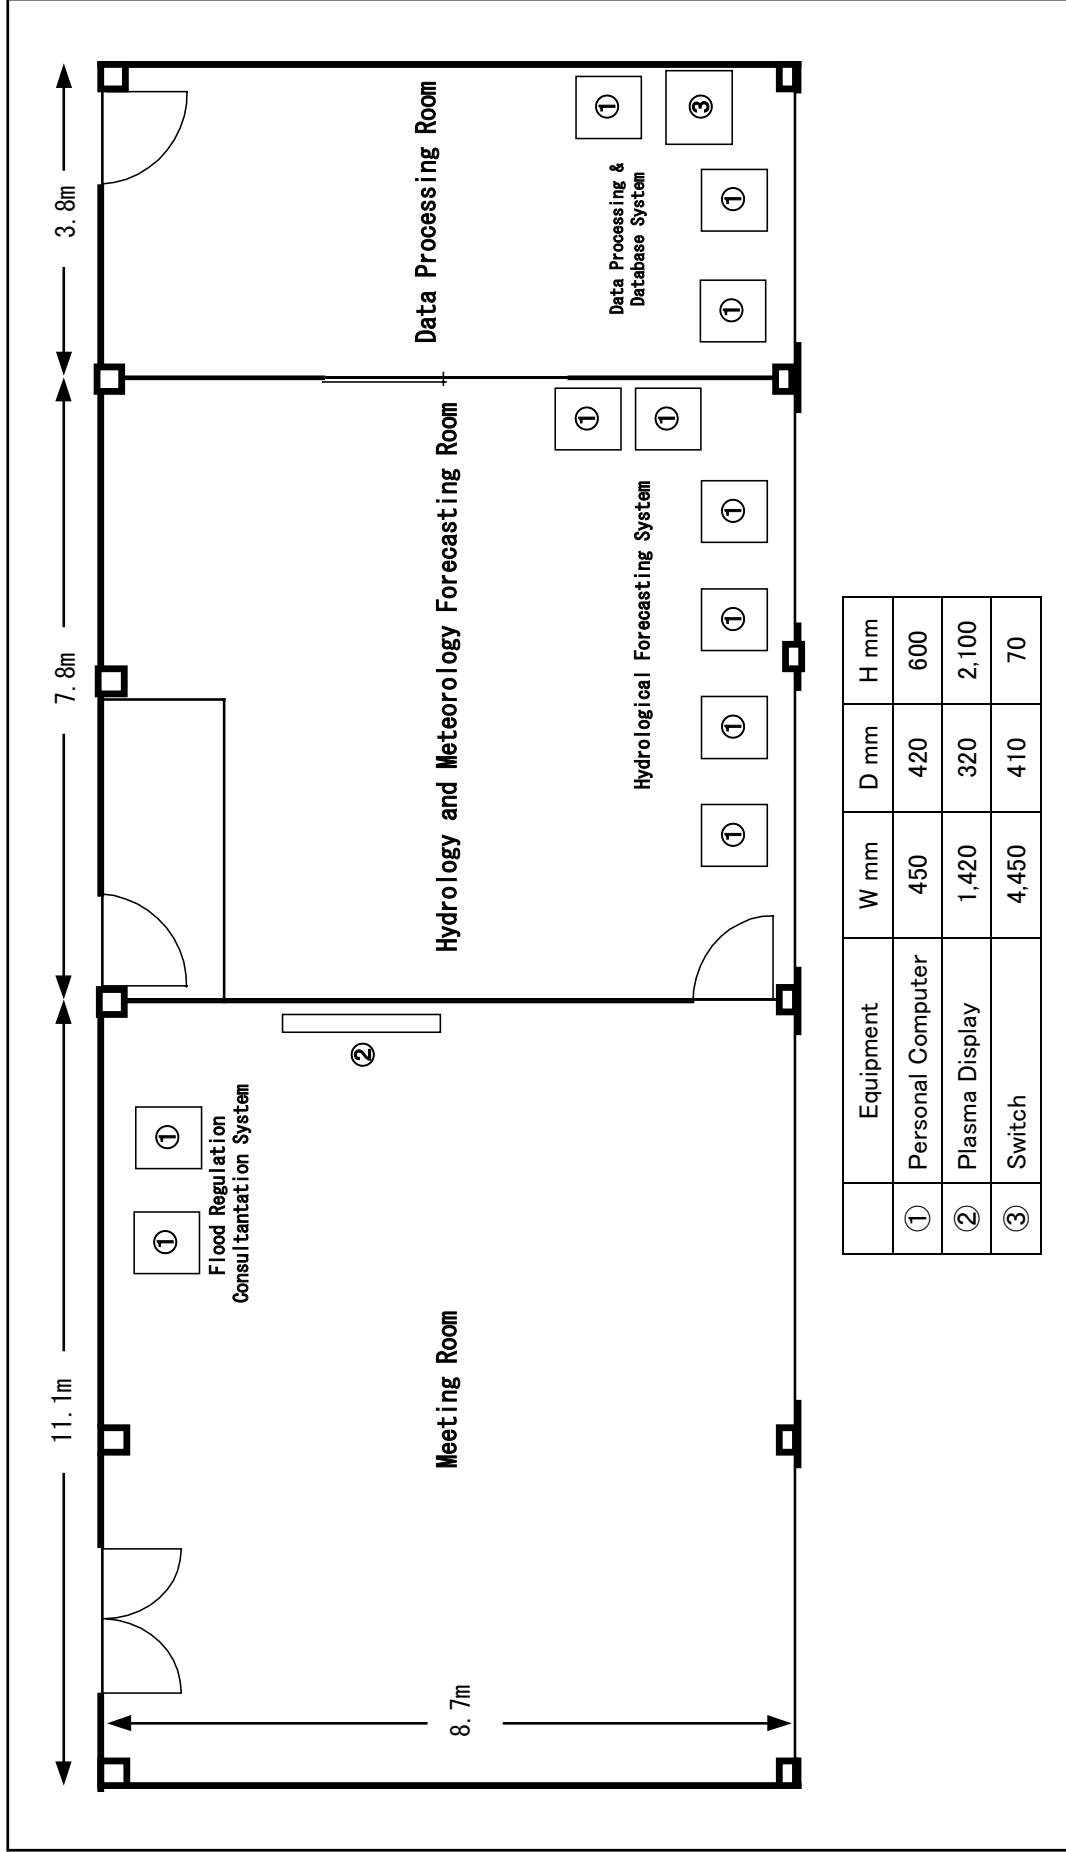 11.1m
7.8m
3.8m
①
①
Flood Regulation
Consultantation System
②
8.7m
Meeting Room
Hydrology and Meteorology Forecasting Room
Data Processing Room
①
①
Hydrological Forecasting System
①
①
①
①
①
③
Data Processing &
Database System
①
①
Equipment W mm D mm H mm
① Personal Computer 450 420 600
② Plasma Display 1,420 320 2,100
③ Switch 4,450 410 70